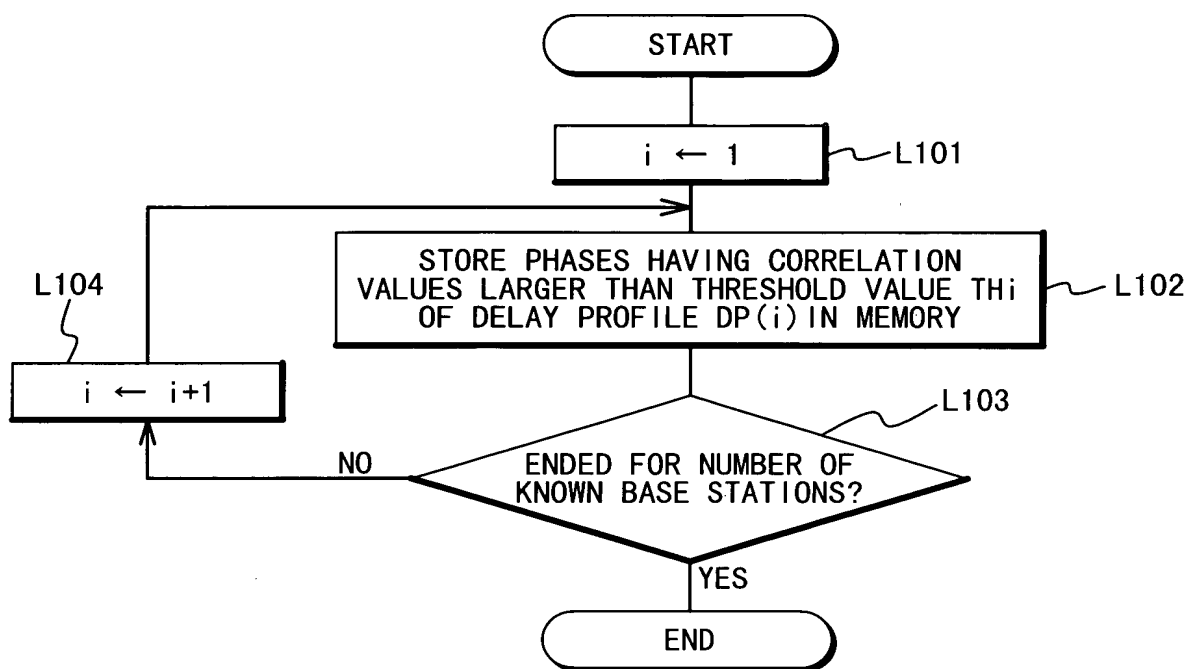 START
i ← 1
L101
STORE PHASES HAVING CORRELATION
VALUES LARGER THAN THRESHOLD VALUE THi
OF DELAY PROFILE DP(i) IN MEMORY
L102
L104
i ← i+1
L103
ENDED FOR NUMBER OF
KNOWN BASE STATIONS?
NO
YES
END